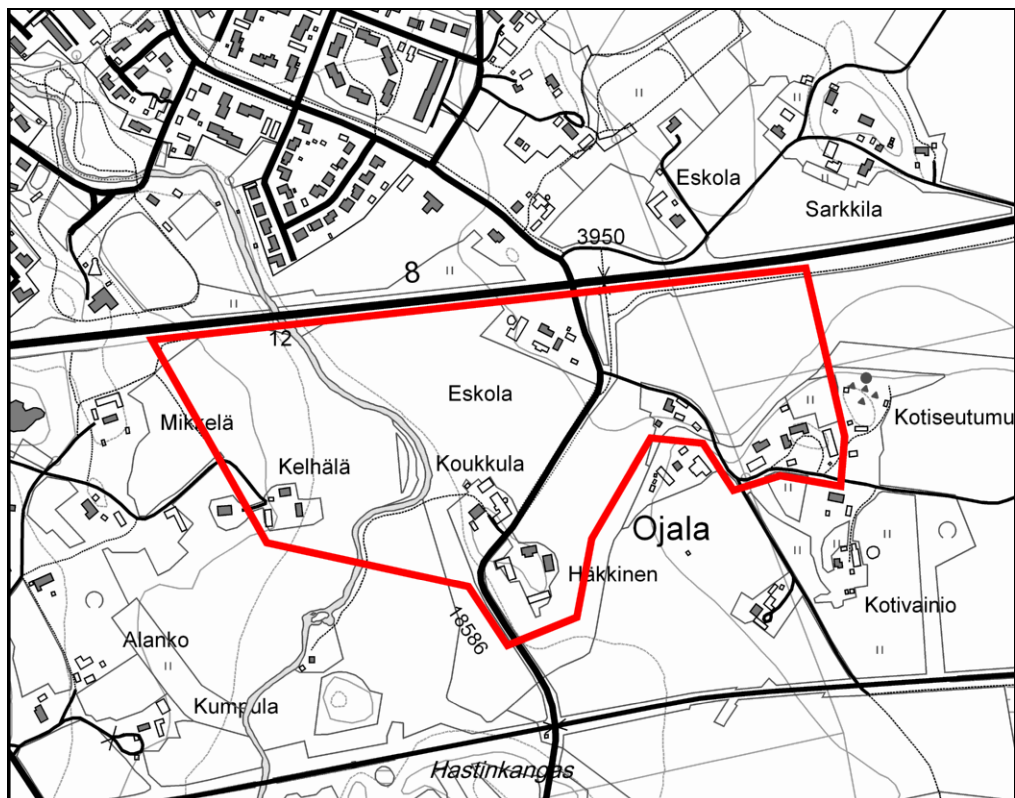 Eskola
Sarkkila
3950
8
12
Eskola
Mikkelä
Kotiseutumu
Kelhälä
Koukkula
Ojala
Häkkinen
Kotivainio
18586
Alanko
Kumpula
Hastinkangas